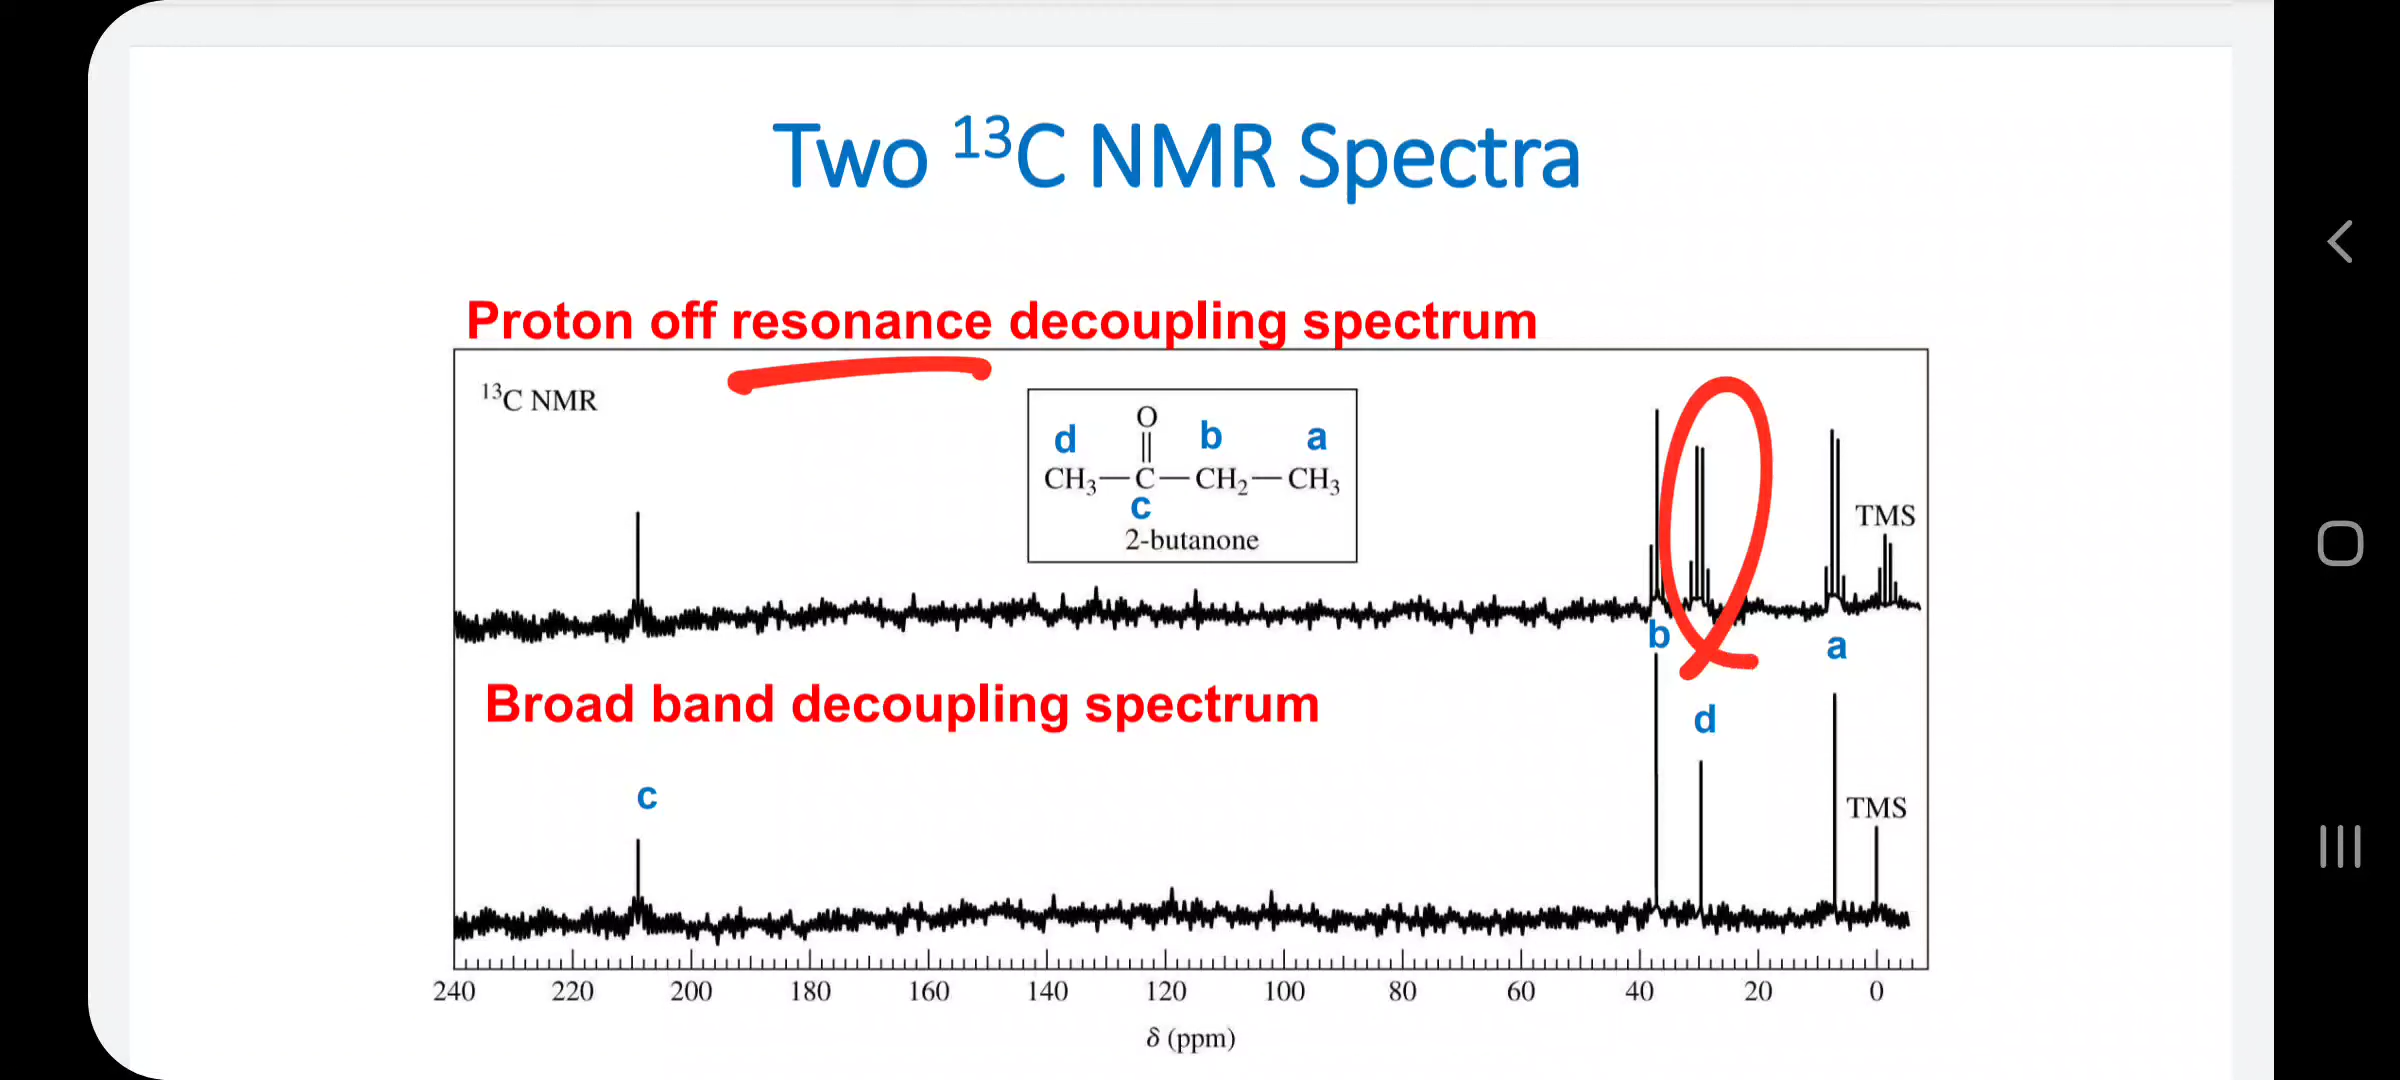 Two ¹³C NMR Spectra
Proton off resonance decoupling spectrum
¹³C NMR
O
d b a
CH₃—C—CH₂—CH₃
c
2-butanone
TMS
b
a
Broad band decoupling spectrum
d
c
TMS
240 220 200 180 160 140 120 100 80 60 40 20 0
δ (ppm)